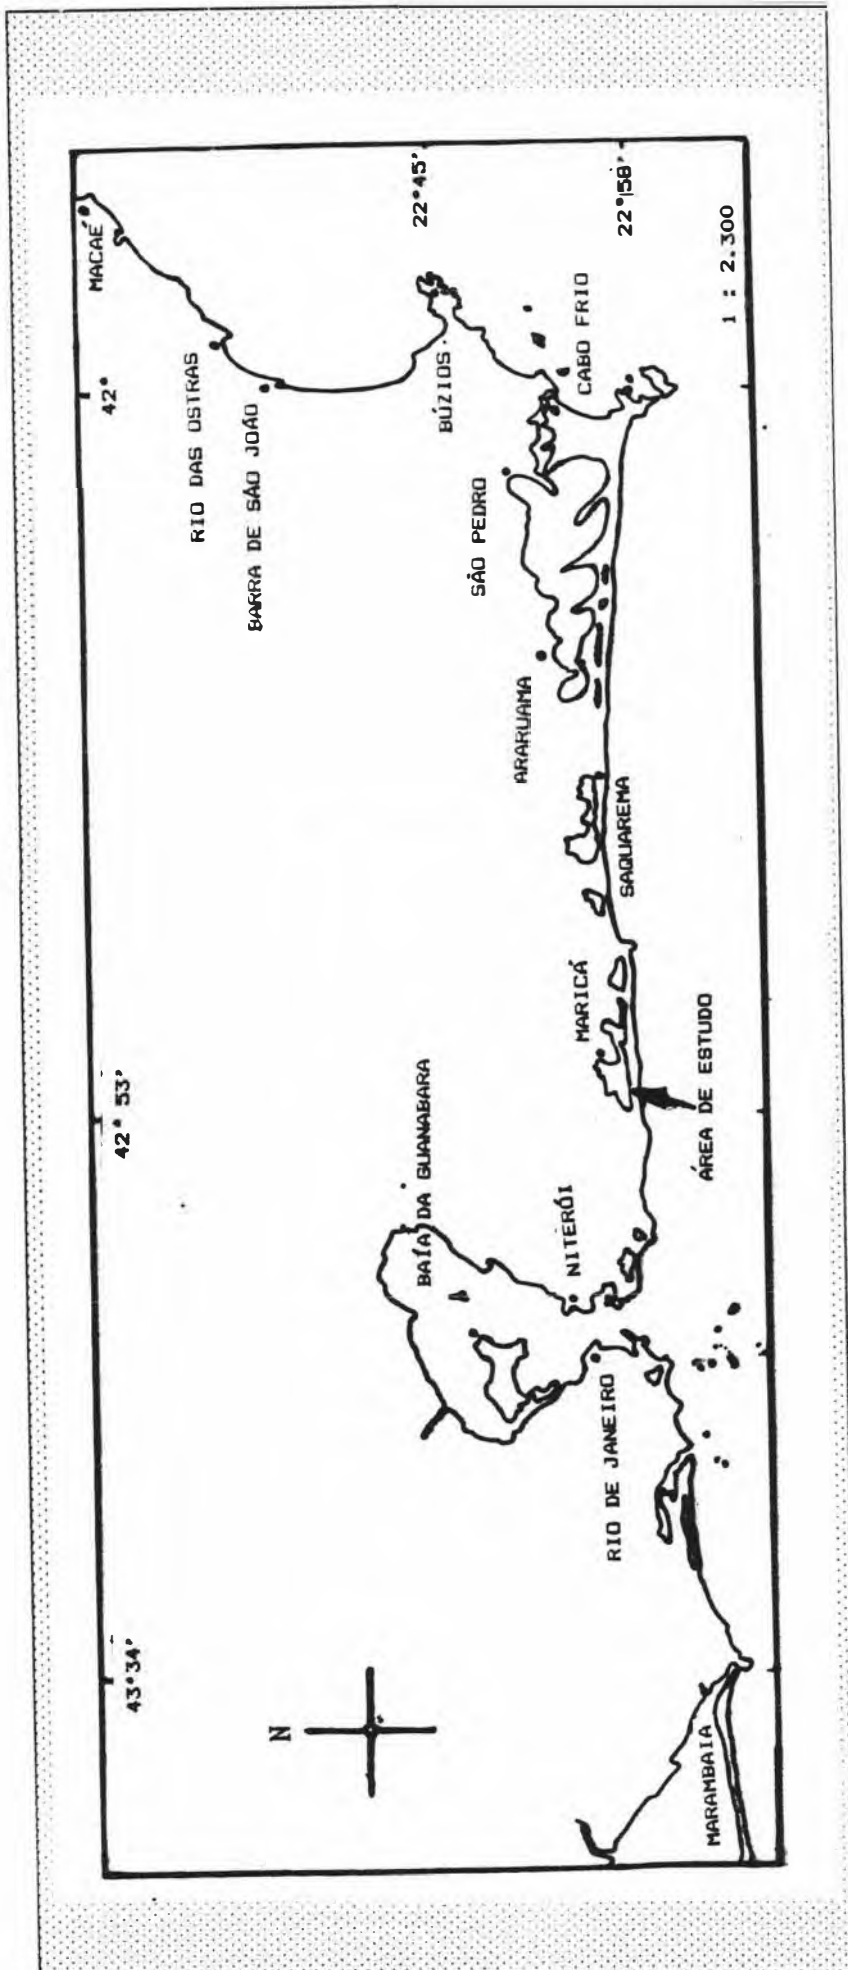 MACAÉ
RIO DAS OSTRAS
BARRA DE SÃO JOÃO
42°
22°45'
22°58'
BÚZIOS
CABO FRIO
1 : 2.300
SÃO PEDRO
ARARUAMA
SAQUAREMA
MARICÁ
ÁREA DE ESTUDO
42° 53'
BAÍA DA GUANABARA
NITERÓI
RIO DE JANEIRO
43°34'
N
MARAMBAIA